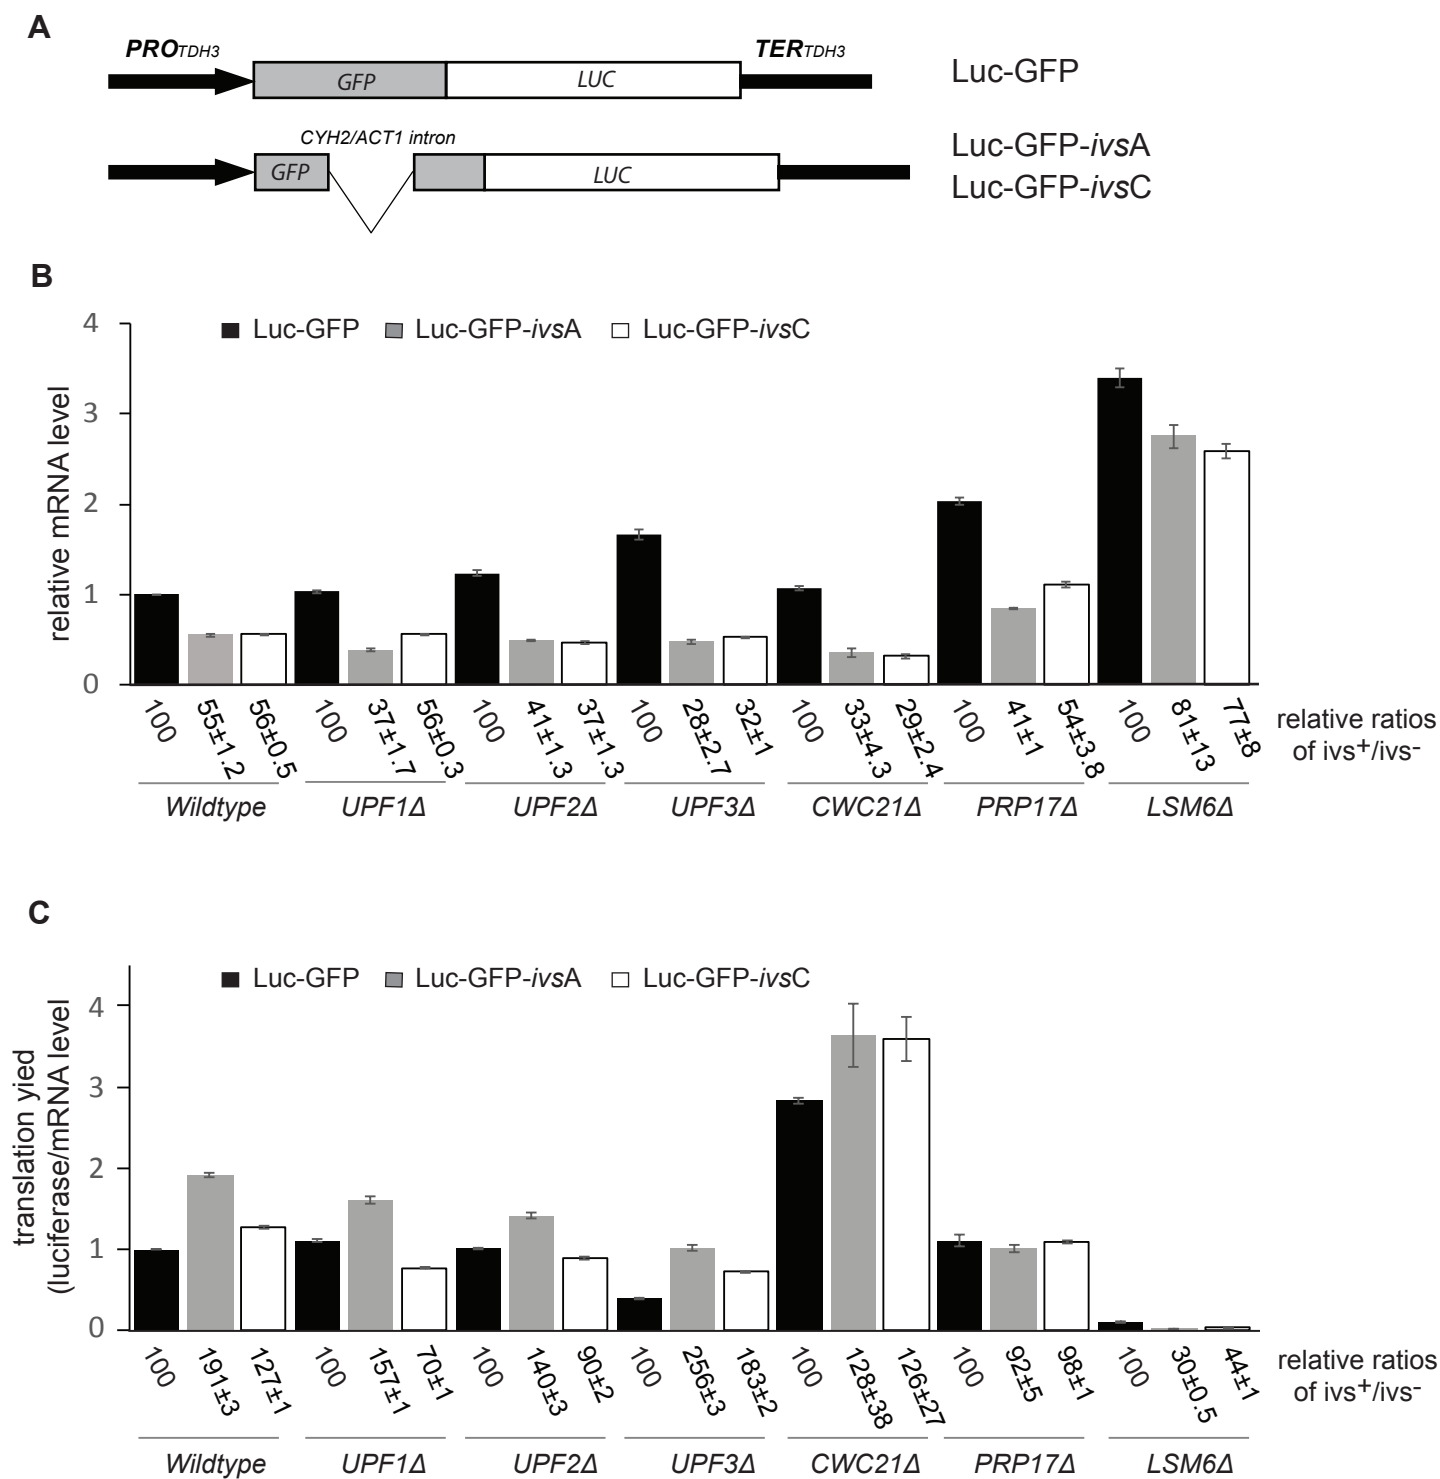 A
PROTDH3
TERTDH3
GFP
LUC
Luc-GFP
CYH2/ACT1 intron
GFP
LUC
Luc-GFP-ivsA
Luc-GFP-ivsC
B
Luc-GFP Luc-GFP-ivsA Luc-GFP-ivsC
relative mRNA level
4
3
2
1
0
100 55±1.2 56±0.5 100 37±1.7 56±0.3 100 41±1.3 37±1.3 100 28±2.7 32±1 100 33±4.3 29±2.4 100 41±1 54±3.8 100 81±13 77±8
relative ratios
of ivs+/ivs-
Wildtype UPF1Δ UPF2Δ UPF3Δ CWC21Δ PRP17Δ LSM6Δ
C
Luc-GFP Luc-GFP-ivsA Luc-GFP-ivsC
translation yied
(luciferase/mRNA level
4
3
2
1
0
100 191±3 127±1 100 157±1 70±1 100 140±3 90±2 100 256±3 183±2 100 128±38 126±27 100 92±5 98±1 100 30±0.5 44±1
relative ratios
of ivs+/ivs-
Wildtype UPF1Δ UPF2Δ UPF3Δ CWC21Δ PRP17Δ LSM6Δ